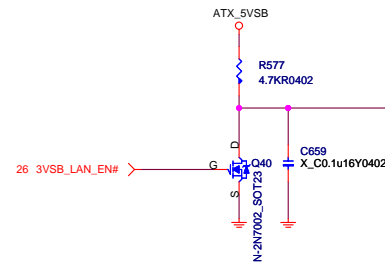 ATX_5VSB
R577
4.7KR0402
D
G
Q40
C659
X_C0.1u16Y0402
26 3VSB_LAN_EN#
S
N-2N7002_SOT23